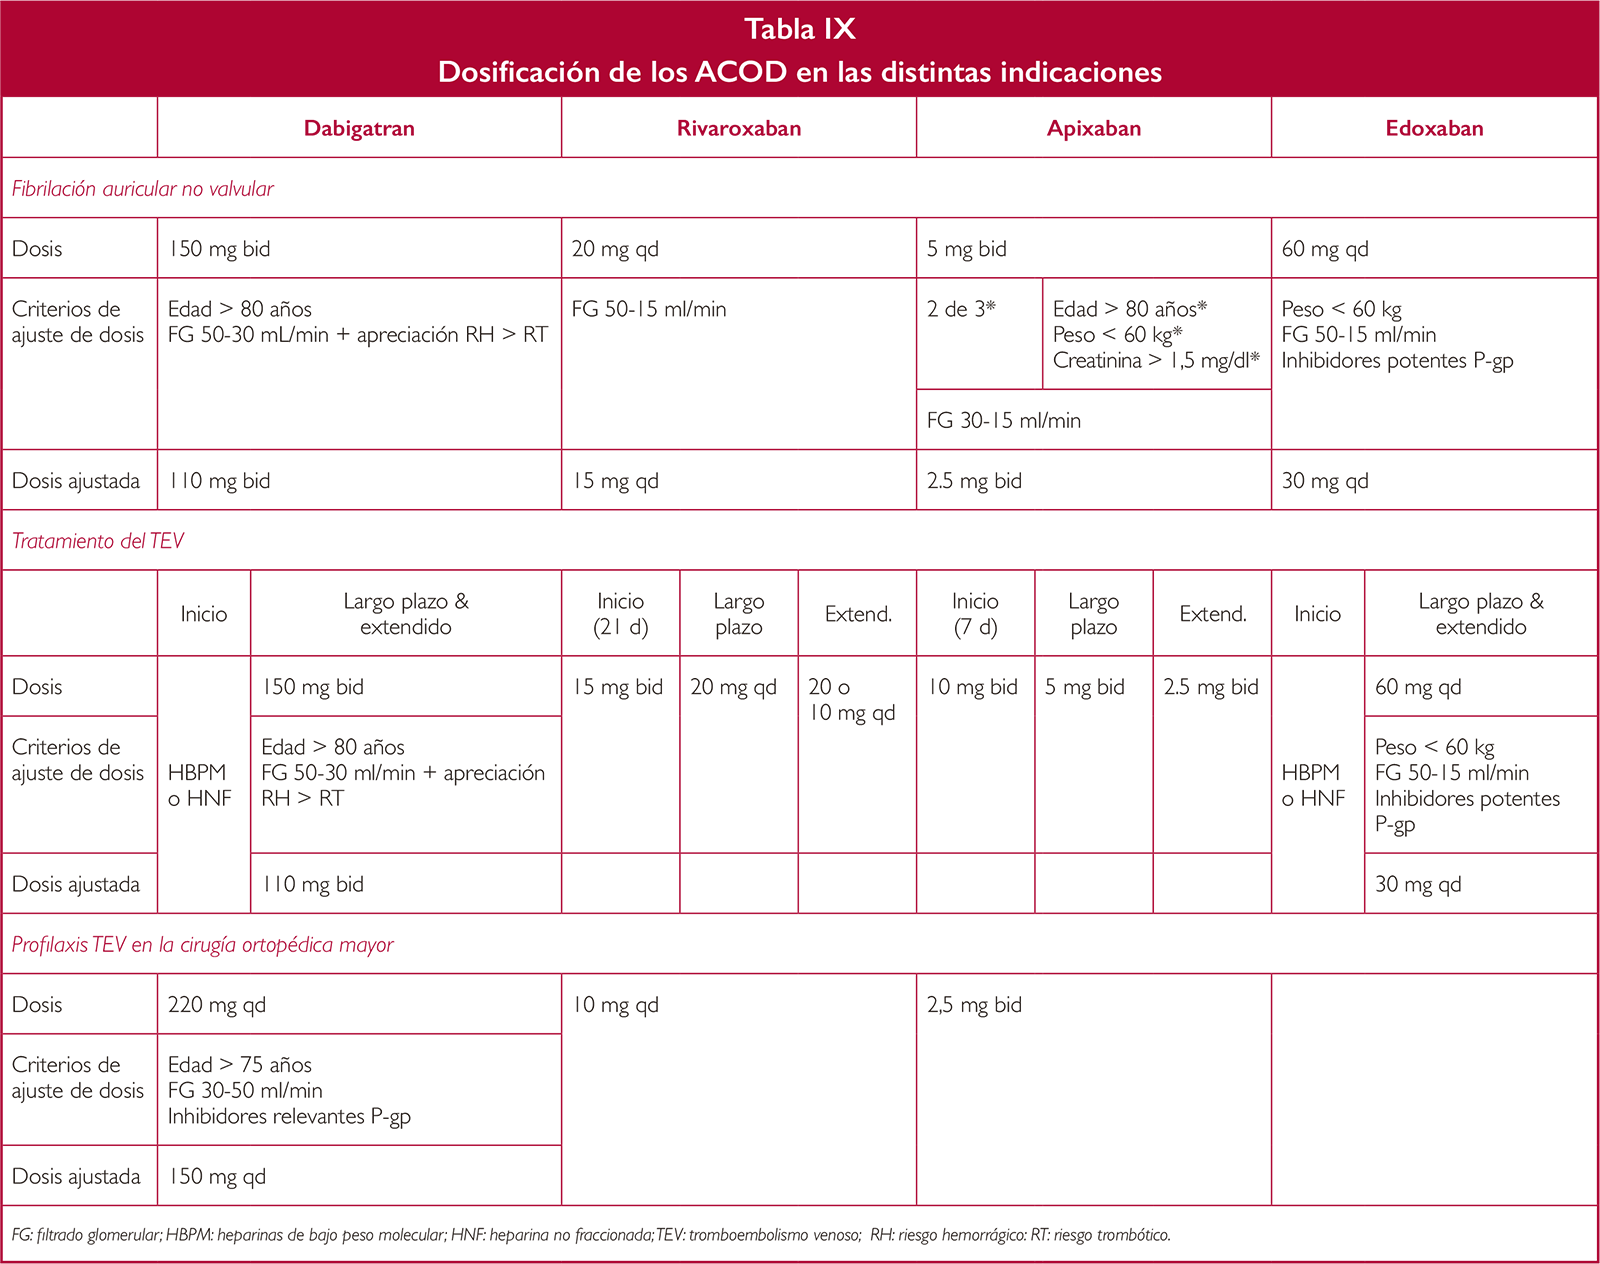 Tabla IX
Dosificación de los ACOD en las distintas indicaciones
Dabigatran Rivaroxaban Apixaban Edoxaban
Fibrilación auricular no valvular
Dosis 150 mg bid 20 mg qd 5 mg bid 60 mg qd
Criterios de
ajuste de dosis
Edad > 80 años
FG 50-30 mL/min + apreciación RH > RT
FG 50-15 ml/min
2 de 3*
Edad > 80 años*
Peso < 60 kg*
Creatinina > 1,5 mg/dl*
FG 30-15 ml/min
Peso < 60 kg
FG 50-15 ml/min
Inhibidores potentes P-gp
Dosis ajustada 110 mg bid 15 mg qd 2.5 mg bid 30 mg qd
Tratamiento del TEV
Inicio
Largo plazo &
extendido
Inicio
(21 d)
Largo
plazo
Extend.
Inicio
(7 d)
Largo
plazo
Extend.
Inicio
Largo plazo &
extendido
Dosis
HBPM
o HNF
150 mg bid
15 mg bid
20 mg qd
20 o
10 mg qd
10 mg bid
5 mg bid
2.5 mg bid
HBPM
o HNF
60 mg qd
Criterios de
ajuste de dosis
Edad > 80 años
FG 50-30 ml/min + apreciación
RH > RT
Peso < 60 kg
FG 50-15 ml/min
Inhibidores potentes
P-gp
Dosis ajustada 110 mg bid 30 mg qd
Profilaxis TEV en la cirugía ortopédica mayor
Dosis 220 mg qd 10 mg qd 2,5 mg bid
Criterios de
ajuste de dosis
Edad > 75 años
FG 30-50 ml/min
Inhibidores relevantes P-gp
Dosis ajustada 150 mg qd
FG: filtrado glomerular; HBPM: heparinas de bajo peso molecular; HNF: heparina no fraccionada; TEV: tromboembolismo venoso; RH: riesgo hemorrágico: RT: riesgo trombótico.